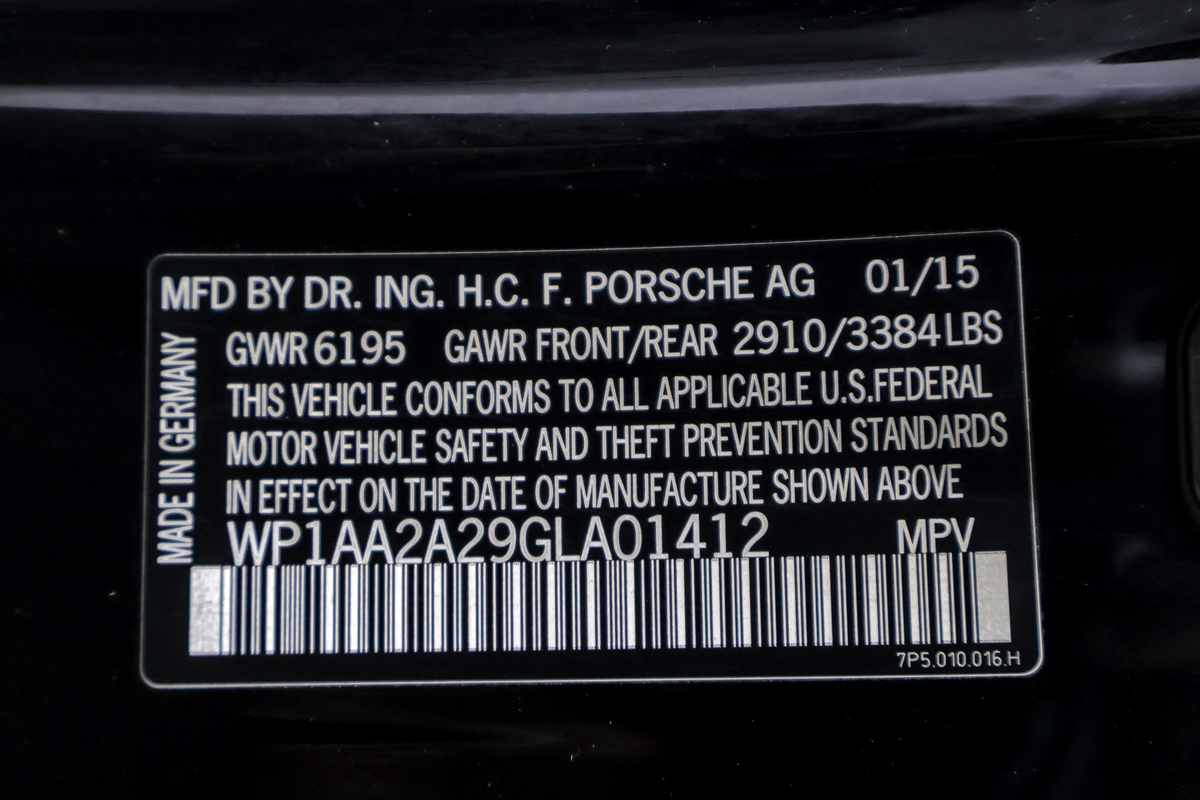 MFD BY DR. ING. H.C. F. PORSCHE AG 01/15
MADE IN GERMANY
GVWR 6195 GAWR FRONT/REAR 2910/3384 LBS
THIS VEHICLE CONFORMS TO ALL APPLICABLE U.S.FEDERAL
MOTOR VEHICLE SAFETY AND THEFT PREVENTION STANDARDS
IN EFFECT ON THE DATE OF MANUFACTURE SHOWN ABOVE
WP1AA2A29GLA01412 MPV
7P5.010.016.H